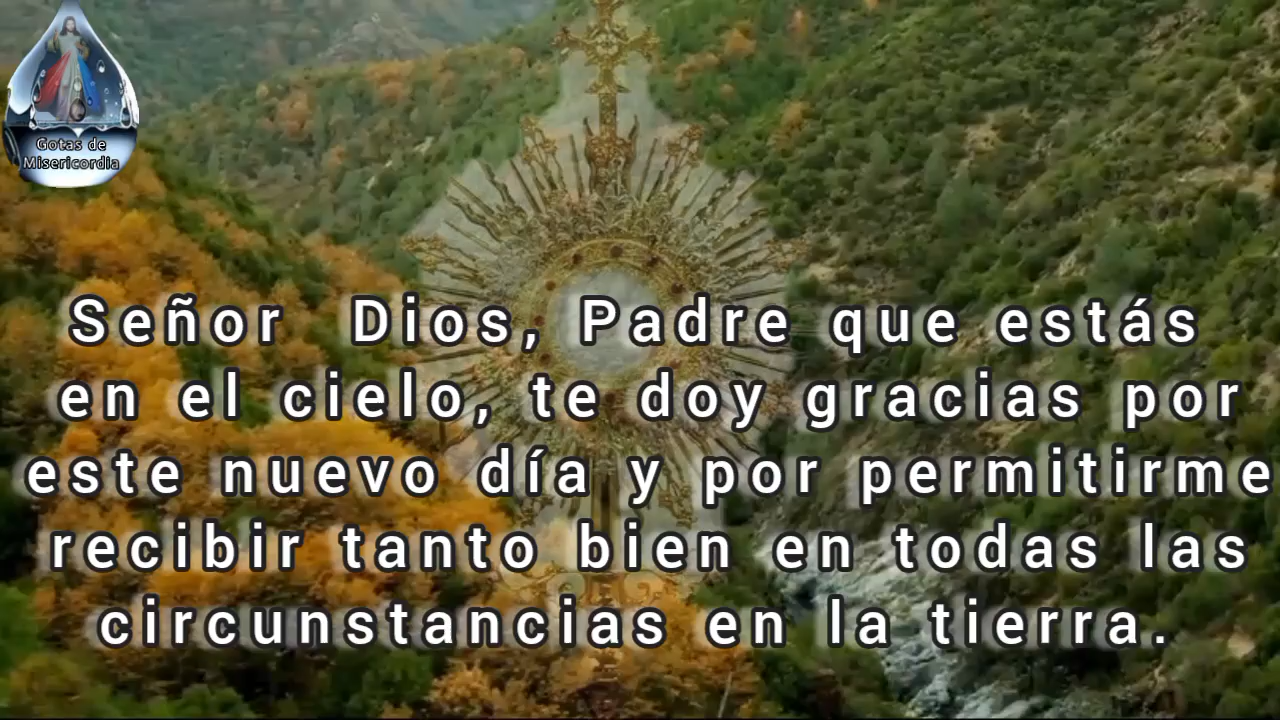 Gotas de
Misericordia
Señor Dios, Padre que estás
en el cielo, te doy gracias por
este nuevo día y por permitirme
recibir tanto bien en todas las
circunstancias en la tierra.